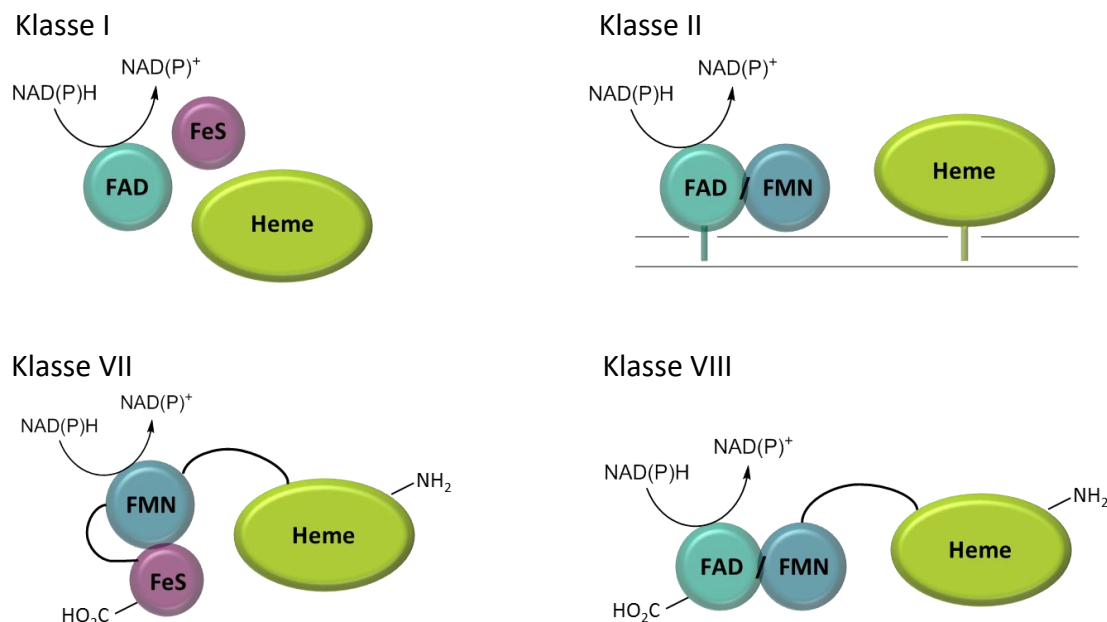 Klasse I
NAD(P)+
NAD(P)H
FeS
FAD
Heme
Klasse II
NAD(P)+
NAD(P)H
FAD / FMN
Heme
Klasse VII
NAD(P)+
NAD(P)H
FMN
NH2
Heme
FeS
HO2C
Klasse VIII
NAD(P)+
NAD(P)H
NH2
FAD / FMN
Heme
HO2C